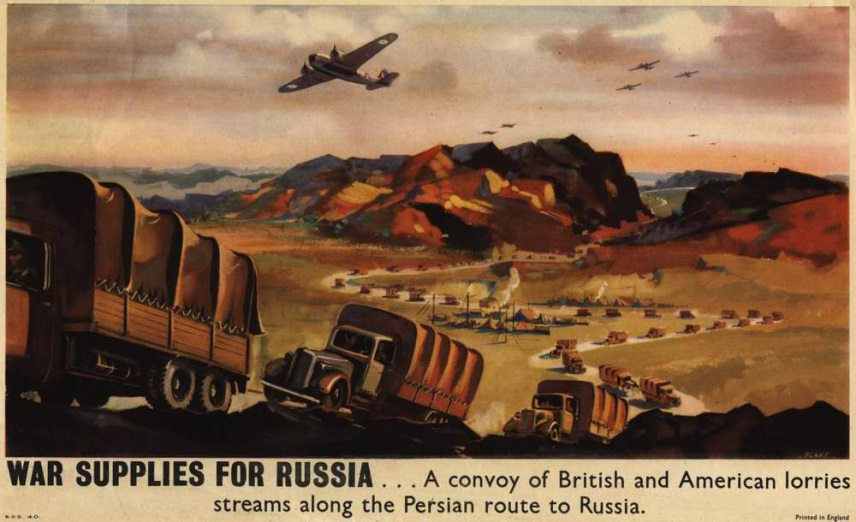 WAR SUPPLIES FOR RUSSIA . . . A convoy of British and American lorries
streams along the Persian route to Russia.
Printed in England